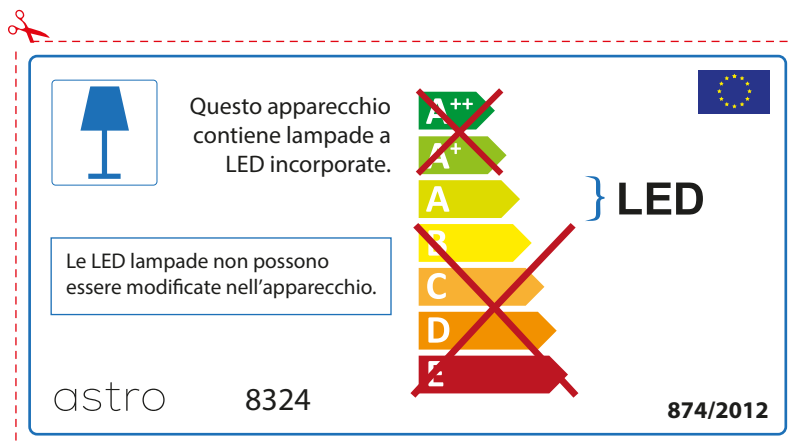 Questo apparecchio
contiene lampade a
LED incorporate.
Le LED lampade non possono
essere modificate nell'apparecchio.
A++
A+
A
B
C
D
E
LED
astro
8324
874/2012